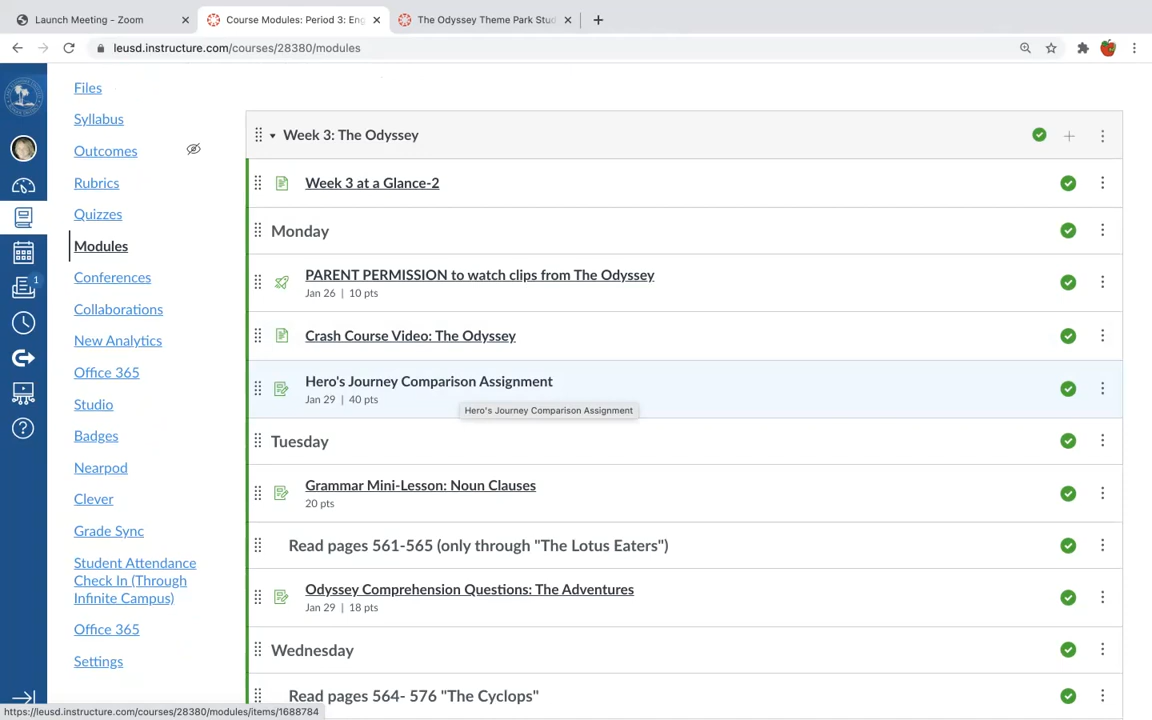 Launch Meeting - Zoom
Course Modules: Period 3: Eng
The Odyssey Theme Park Stud
leusd.instructure.com/courses/28380/modules
Files
Syllabus
Outcomes
Rubrics
Quizzes
Modules
Conferences
Collaborations
New Analytics
Office 365
Studio
Badges
Nearpod
Clever
Grade Sync
Student Attendance
Check In (Through
Infinite Campus)
Office 365
Settings
1
Week 3: The Odyssey
Week 3 at a Glance-2
Monday
PARENT PERMISSION to watch clips from The Odyssey
Jan 26 | 10 pts
Crash Course Video: The Odyssey
Hero's Journey Comparison Assignment
Jan 29 | 40 pts
Hero's Journey Comparison Assignment
Tuesday
Grammar Mini-Lesson: Noun Clauses
20 pts
Read pages 561-565 (only through "The Lotus Eaters")
Odyssey Comprehension Questions: The Adventures
Jan 29 | 18 pts
Wednesday
Read pages 564- 576 "The Cyclops"
https://leusd.instructure.com/courses/28380/modules/items/1688784